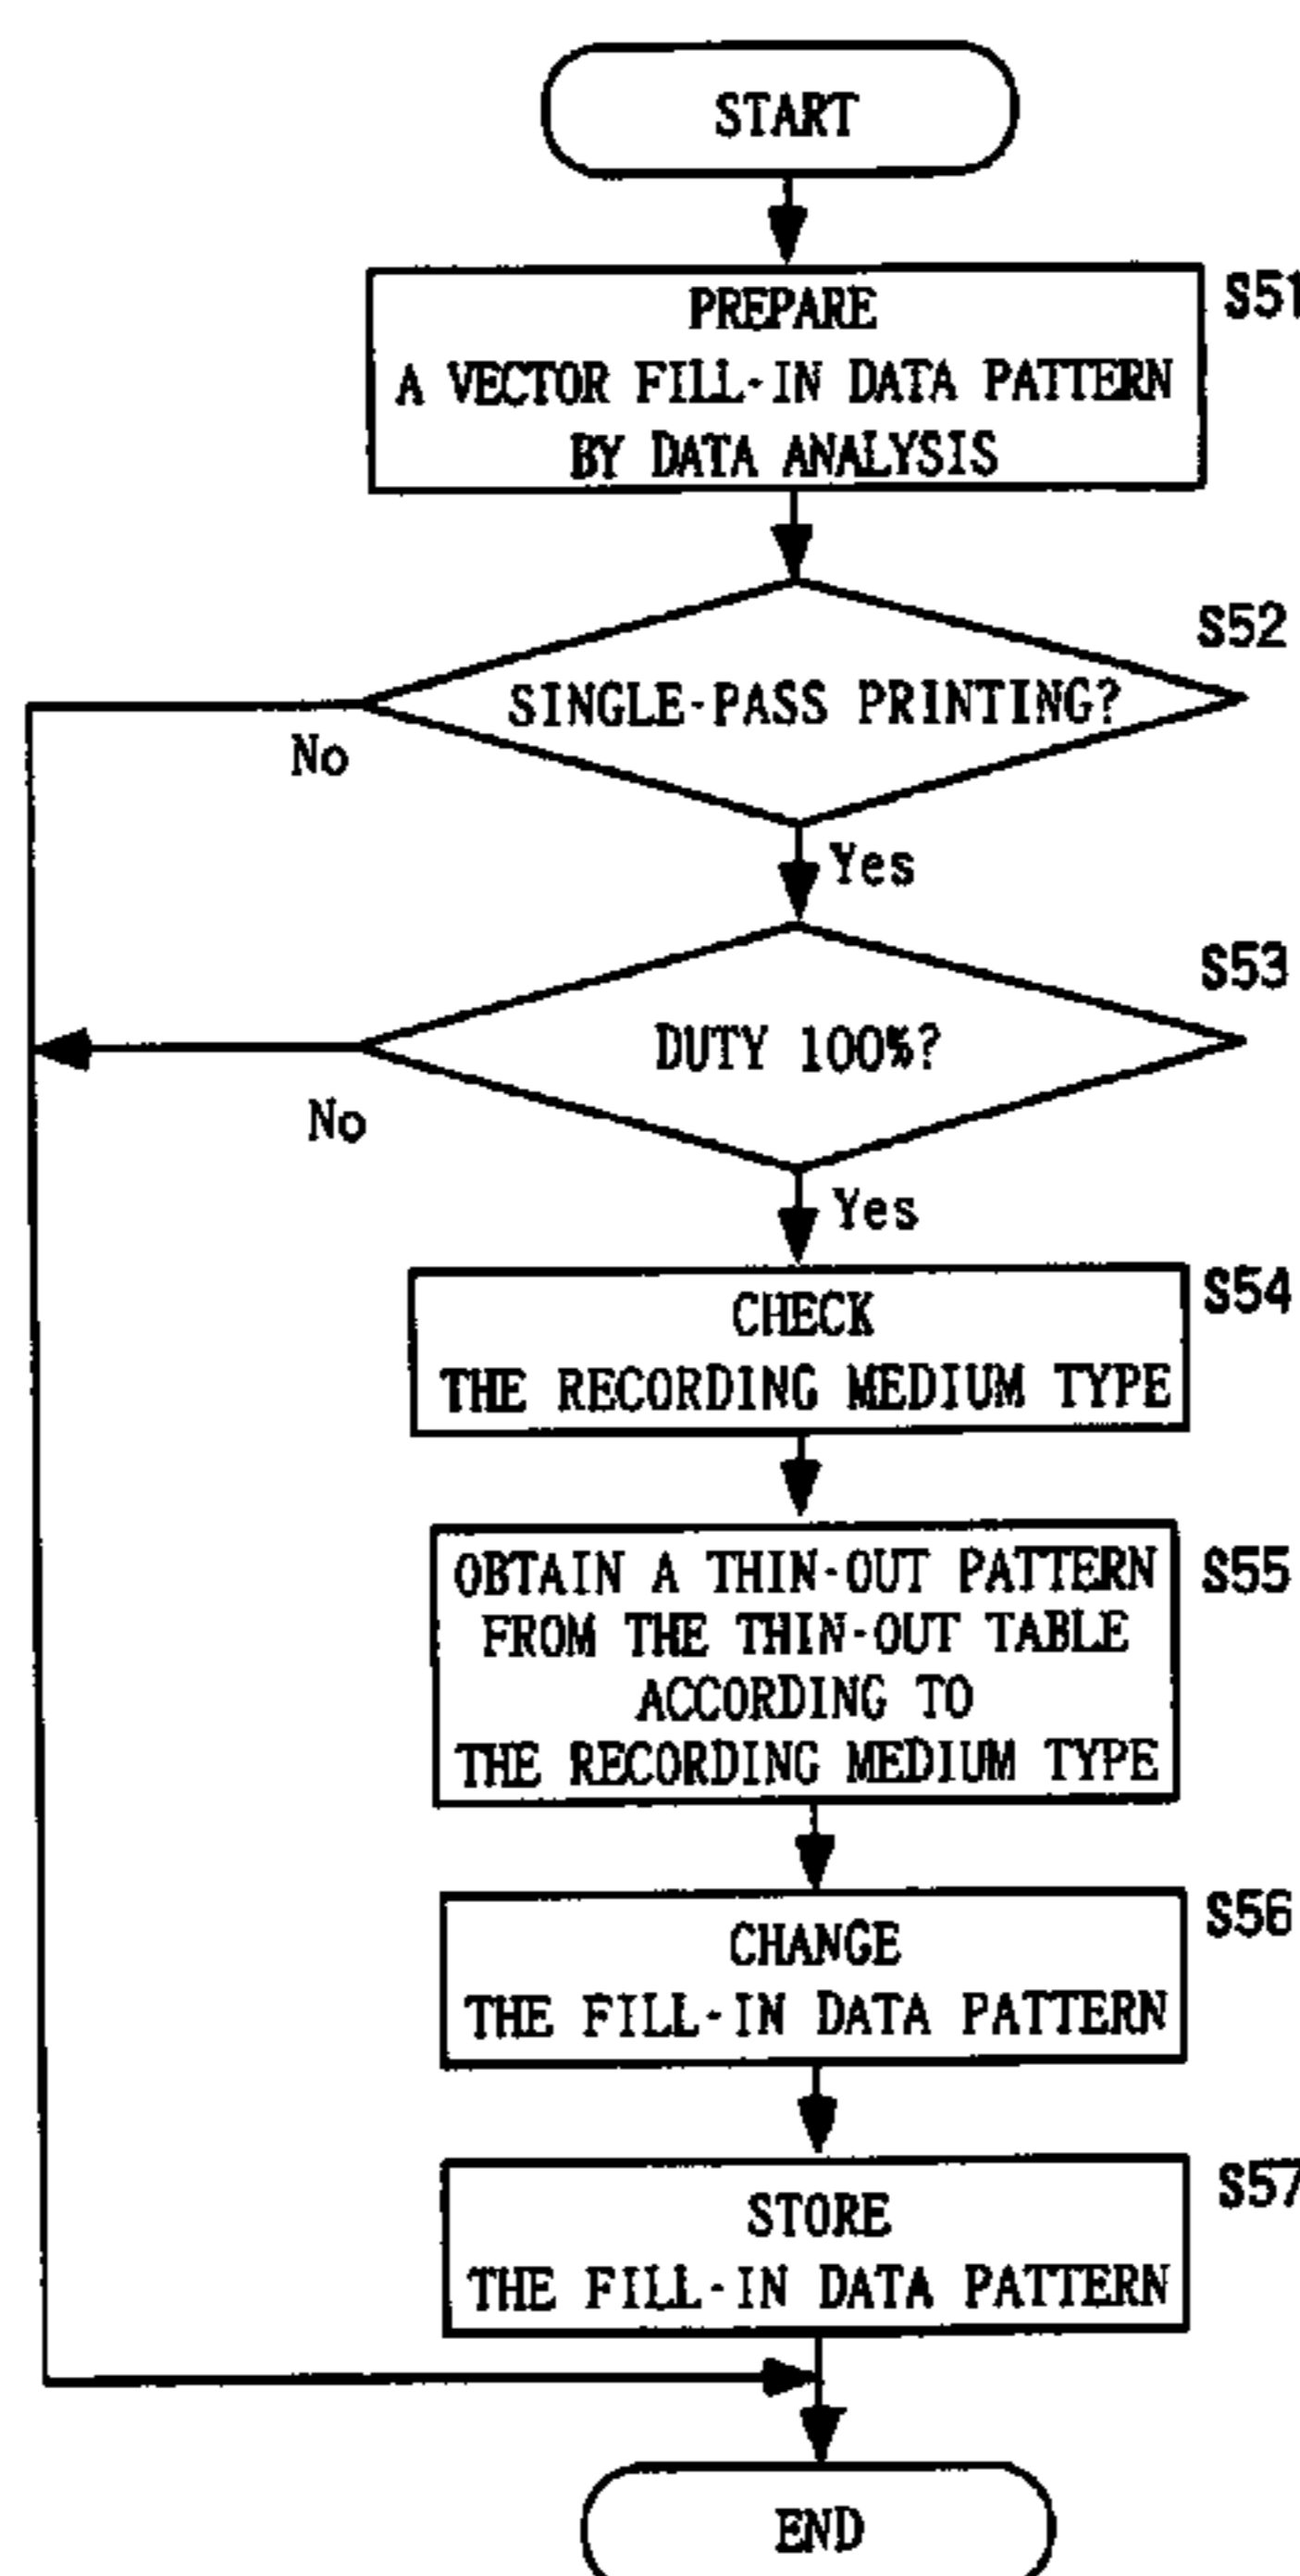 START
PREPARE
A VECTOR FILL-IN DATA PATTERN
BY DATA ANALYSIS
S51
SINGLE-PASS PRINTING?
S52
No
Yes
DUTY 100%?
S53
No
Yes
CHECK
THE RECORDING MEDIUM TYPE
S54
OBTAIN A THIN-OUT PATTERN
FROM THE THIN-OUT TABLE
ACCORDING TO
THE RECORDING MEDIUM TYPE
S55
CHANGE
THE FILL-IN DATA PATTERN
S56
STORE
THE FILL-IN DATA PATTERN
S57
END